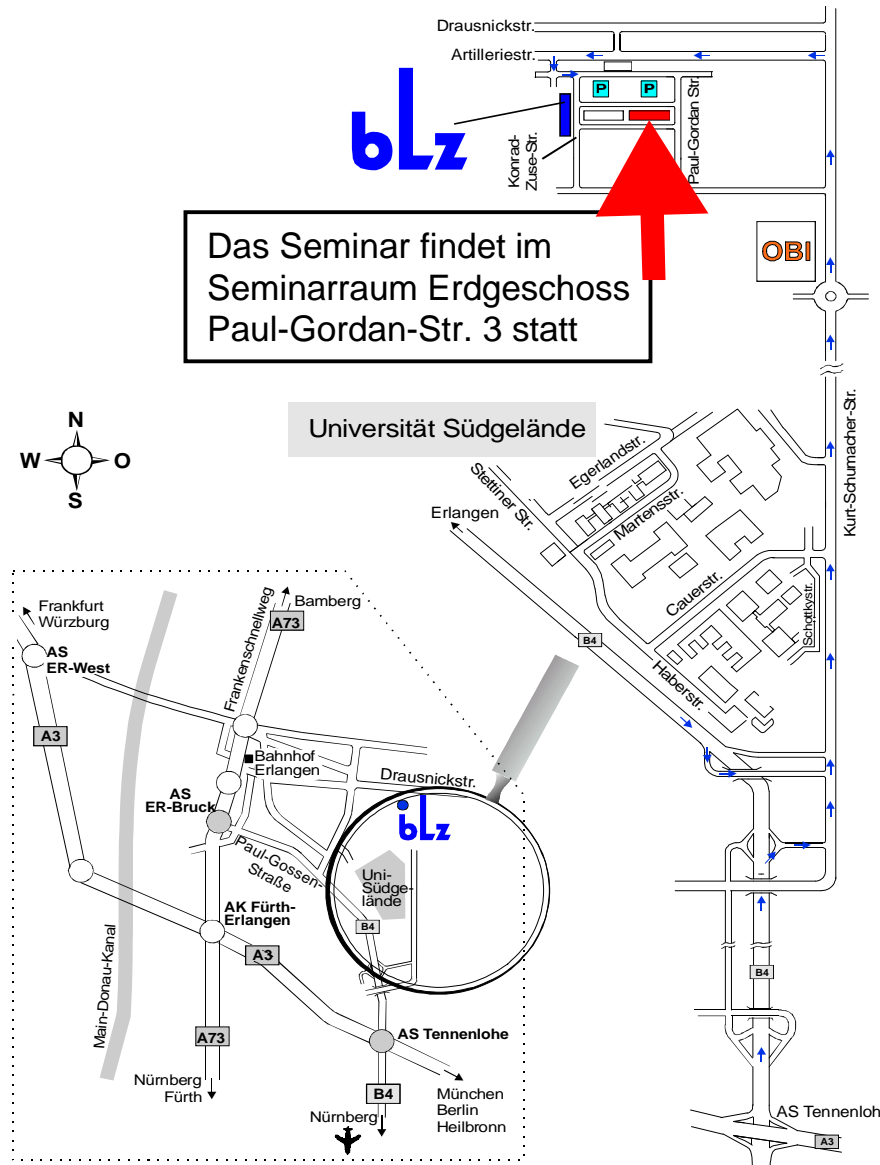 Drausnickstr.
Artilleriestr.
P
P
bLz
Konrad-
Zuse-Str.
Paul-Gordan Str.
Das Seminar findet im
Seminarraum Erdgeschoss
Paul-Gordan-Str. 3 statt
OBI
Kurt-Schumacher-Str.
Universität Südgelände
N
W
O
S
Egerlandstr.
Stettiner Str.
Martensstr.
Erlangen
Cauerstr.
Schottkystr.
B4
Haberstr.
Frankfurt
Würzburg
Frankenschnellweg
Bamberg
A73
AS
ER-West
A3
Bahnhof
Erlangen
Drausnickstr.
AS
ER-Bruck
bLz
Paul-Gossen-
Straße
Uni-
Südge-
lände
AK Fürth-
Erlangen
B4
A3
Main-Donau-Kanal
A73
AS Tennenlohe
Nürnberg
Fürth
B4
München
Berlin
Heilbronn
Nürnberg
B4
AS Tennenloh
A3